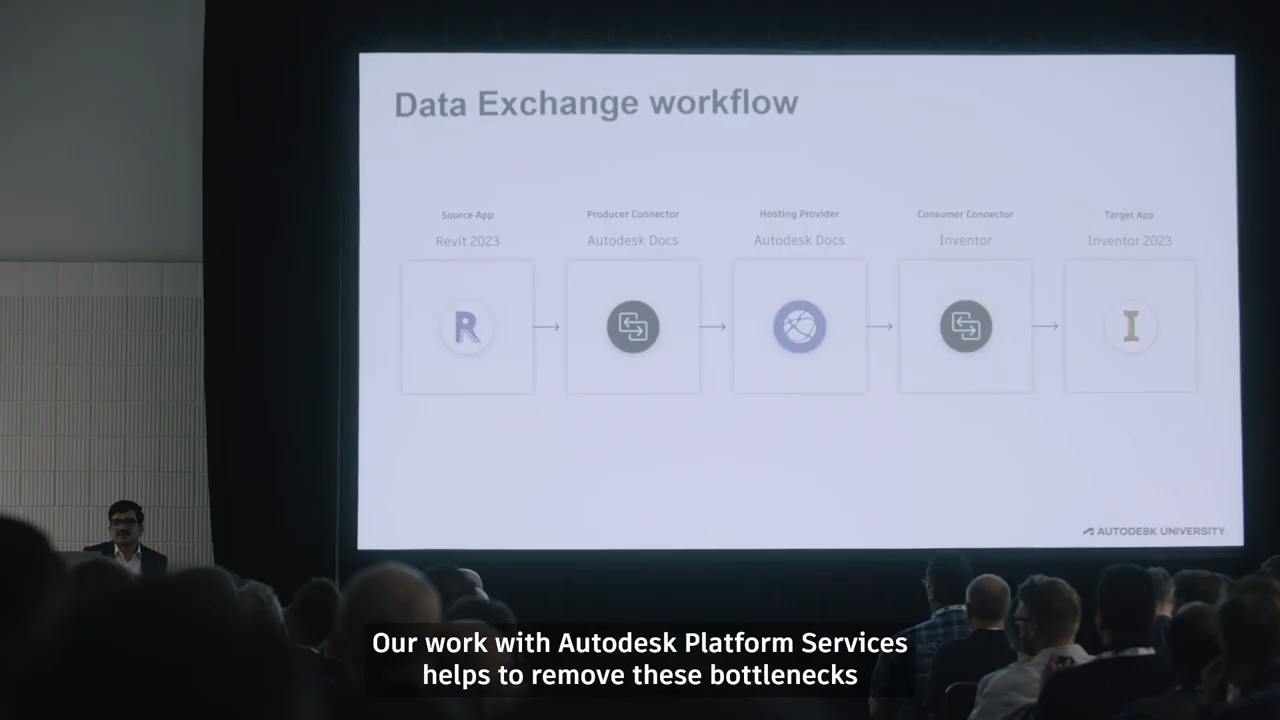 Data Exchange workflow
Source App
Revit 2023
Producer Connector
Autodesk Docs
Hosting Provider
Autodesk Docs
Consumer Connector
Inventor
Target App
Inventor 2023
R
I
AUTODESK UNIVERSITY
Our work with Autodesk Platform Services
helps to remove these bottlenecks